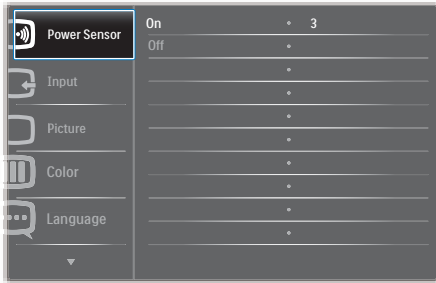 Power Sensor
On 3
Off
Input
Picture
Color
Language